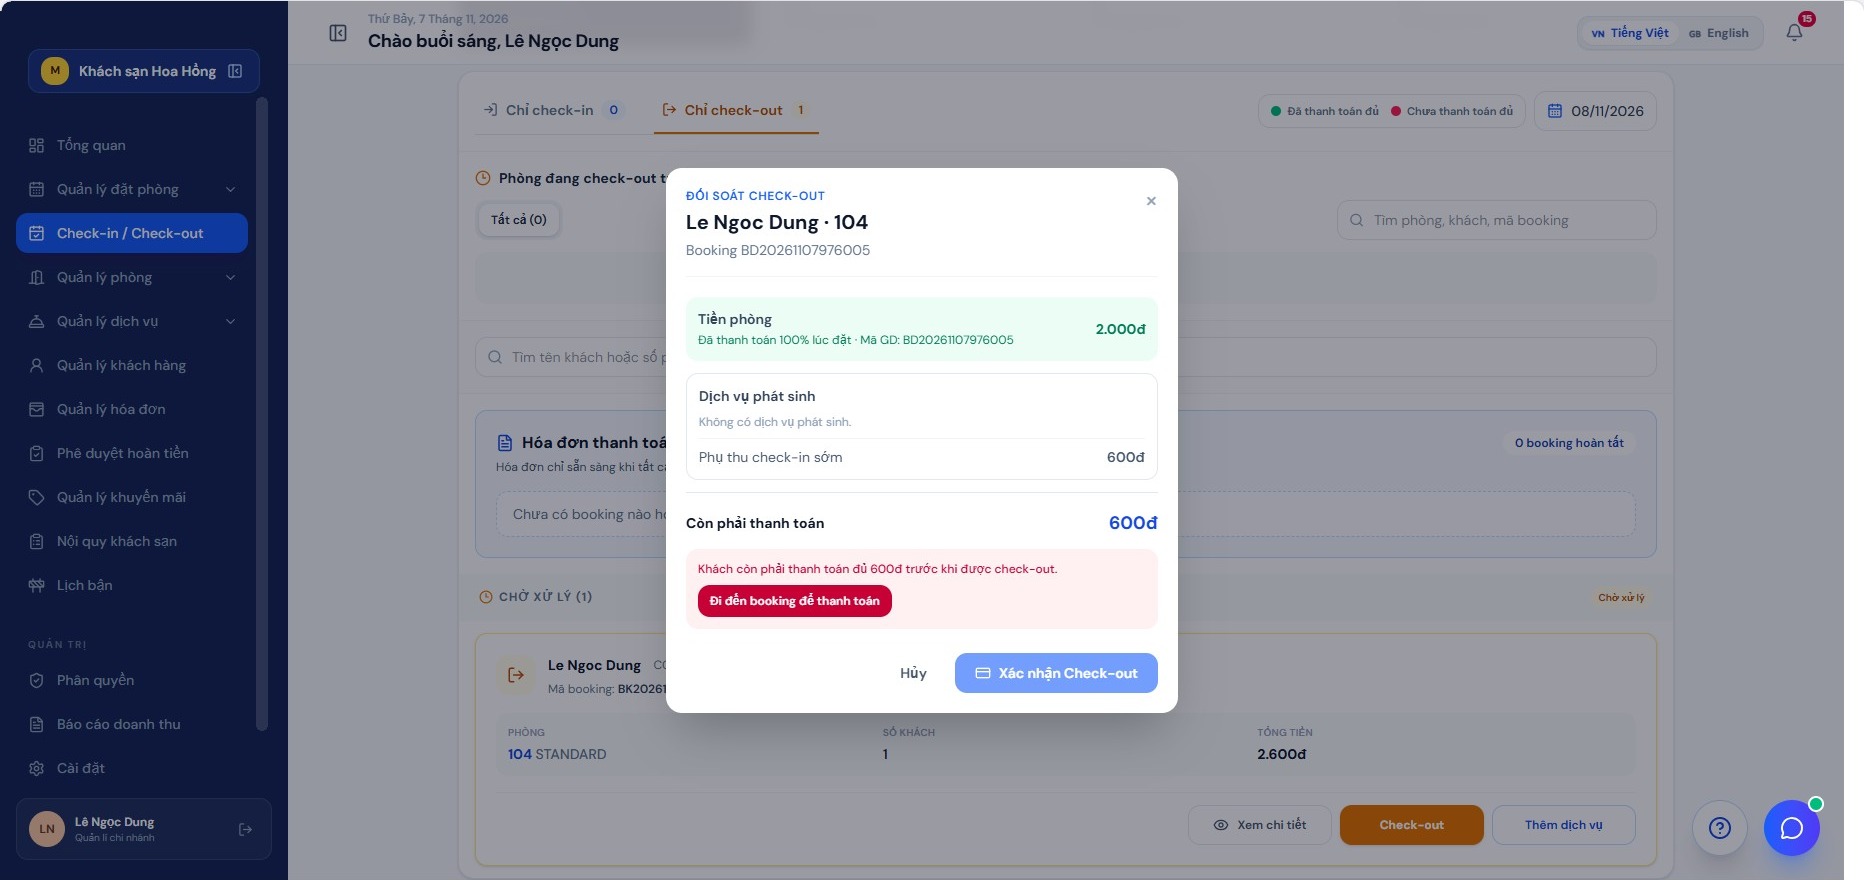 M
Khách sạn Hoa Hồng
Tổng quan
Quản lý đặt phòng
Check-in / Check-out
Quản lý phòng
Quản lý dịch vụ
Quản lý khách hàng
Quản lý hóa đơn
Phê duyệt hoàn tiền
Quản lý khuyến mãi
Nội quy khách sạn
Lịch bận
QUẢN TRỊ
Phân quyền
Báo cáo doanh thu
Cài đặt
LN
Lê Ngọc Dung
Quản lí chi nhánh
Thứ Bảy, 7 Tháng 11, 2026
Chào buổi sáng, Lê Ngọc Dung
VN Tiếng Việt GB English
15
Chỉ check-in 0
Chỉ check-out 1
Đã thanh toán đủ
Chưa thanh toán đủ
08/11/2026
Phòng đang check-out t
Tất cả (0)
Tìm phòng, khách, mã booking
Tìm tên khách hoặc số p
Hóa đơn thanh toá
0 booking hoàn tất
Hóa đơn chỉ sẵn sàng khi tất c
Chưa có booking nào ho
CHỜ XỬ LÝ (1)
Chờ xử lý
Le Ngoc Dung
Mã booking: BK20261
PHÒNG
104 STANDARD
SỐ KHÁCH
1
TỔNG TIỀN
2.600đ
Xem chi tiết
Check-out
Thêm dịch vụ
ĐỐI SOÁT CHECK-OUT
Le Ngoc Dung · 104
Booking BD20261107976005
Tiền phòng
2.000đ
Đã thanh toán 100% lúc đặt · Mã GD: BD20261107976005
Dịch vụ phát sinh
Không có dịch vụ phát sinh.
Phụ thu check-in sớm
600đ
Còn phải thanh toán
600đ
Khách còn phải thanh toán đủ 600đ trước khi được check-out.
Đi đến booking để thanh toán
Hủy
Xác nhận Check-out